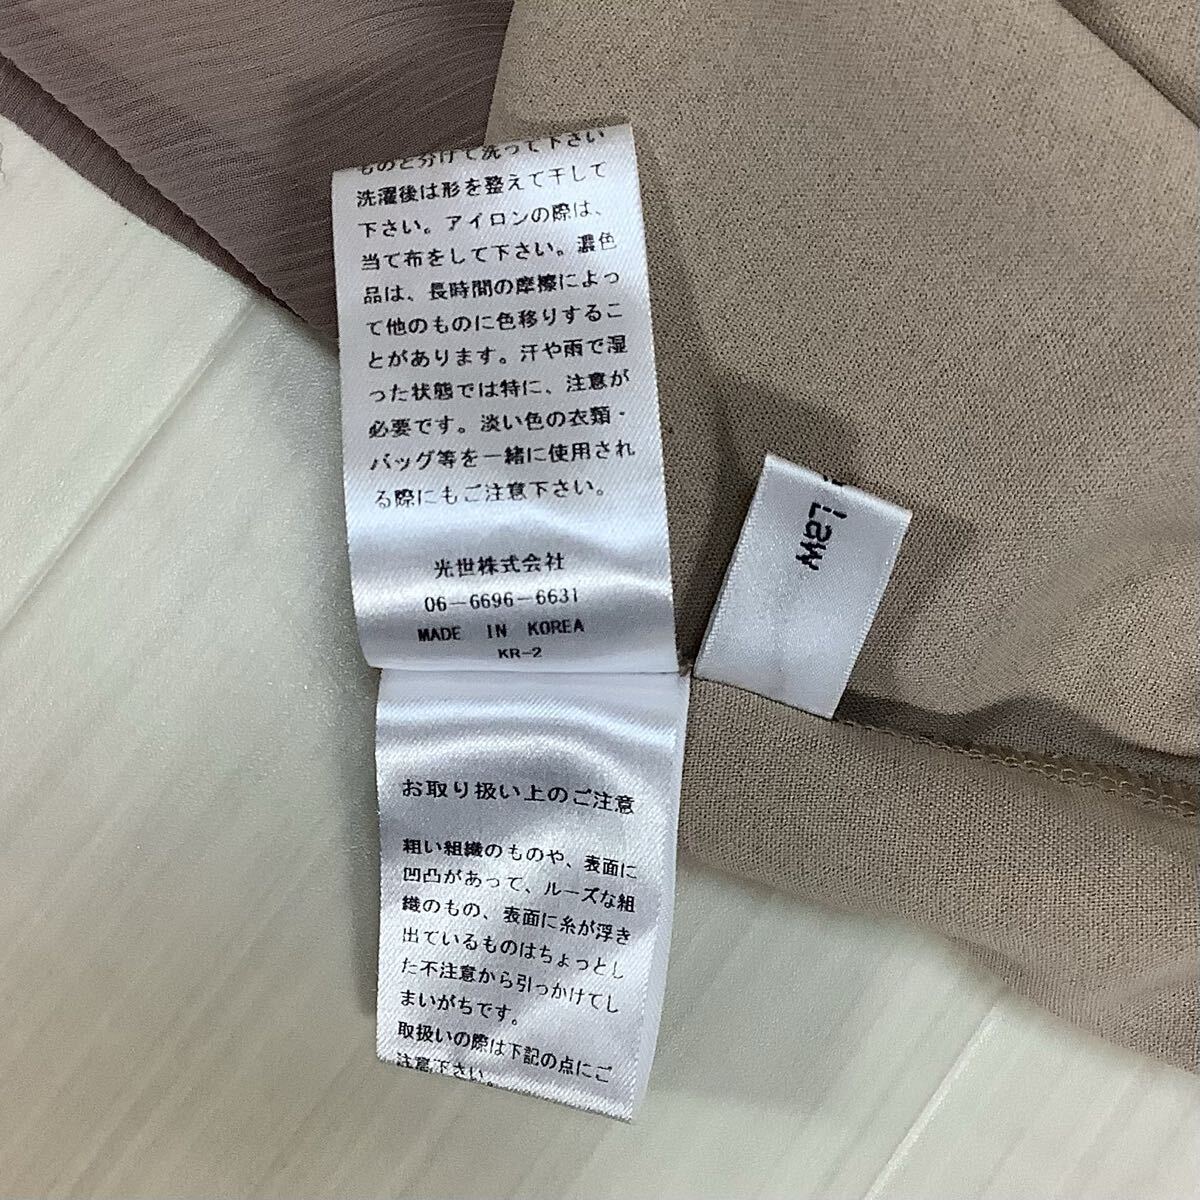 ものと分けて洗って下さい
洗濯後は形を整えて干して
下さい。アイロンの際は、
当て布をして下さい。濃色
品は、長時間の摩擦によっ
て他のものに色移りするこ
とがあります。汗や雨で湿
った状態では特に、注意が
必要です。淡い色の衣類・
バッグ等を一緒に使用され
る際にもご注意下さい。
光世株式会社
06-6696-6631
MADE IN KOREA
KR-2
Law
お取り扱い上のご注意
粗い組織のものや、表面に
凹凸があって、ルーズな組
織のもの、表面に糸が浮き
出ているものはちょっとし
た不注意から引っかけてし
まいがちです。
取扱いの際は下記の点にご
注意下さい。